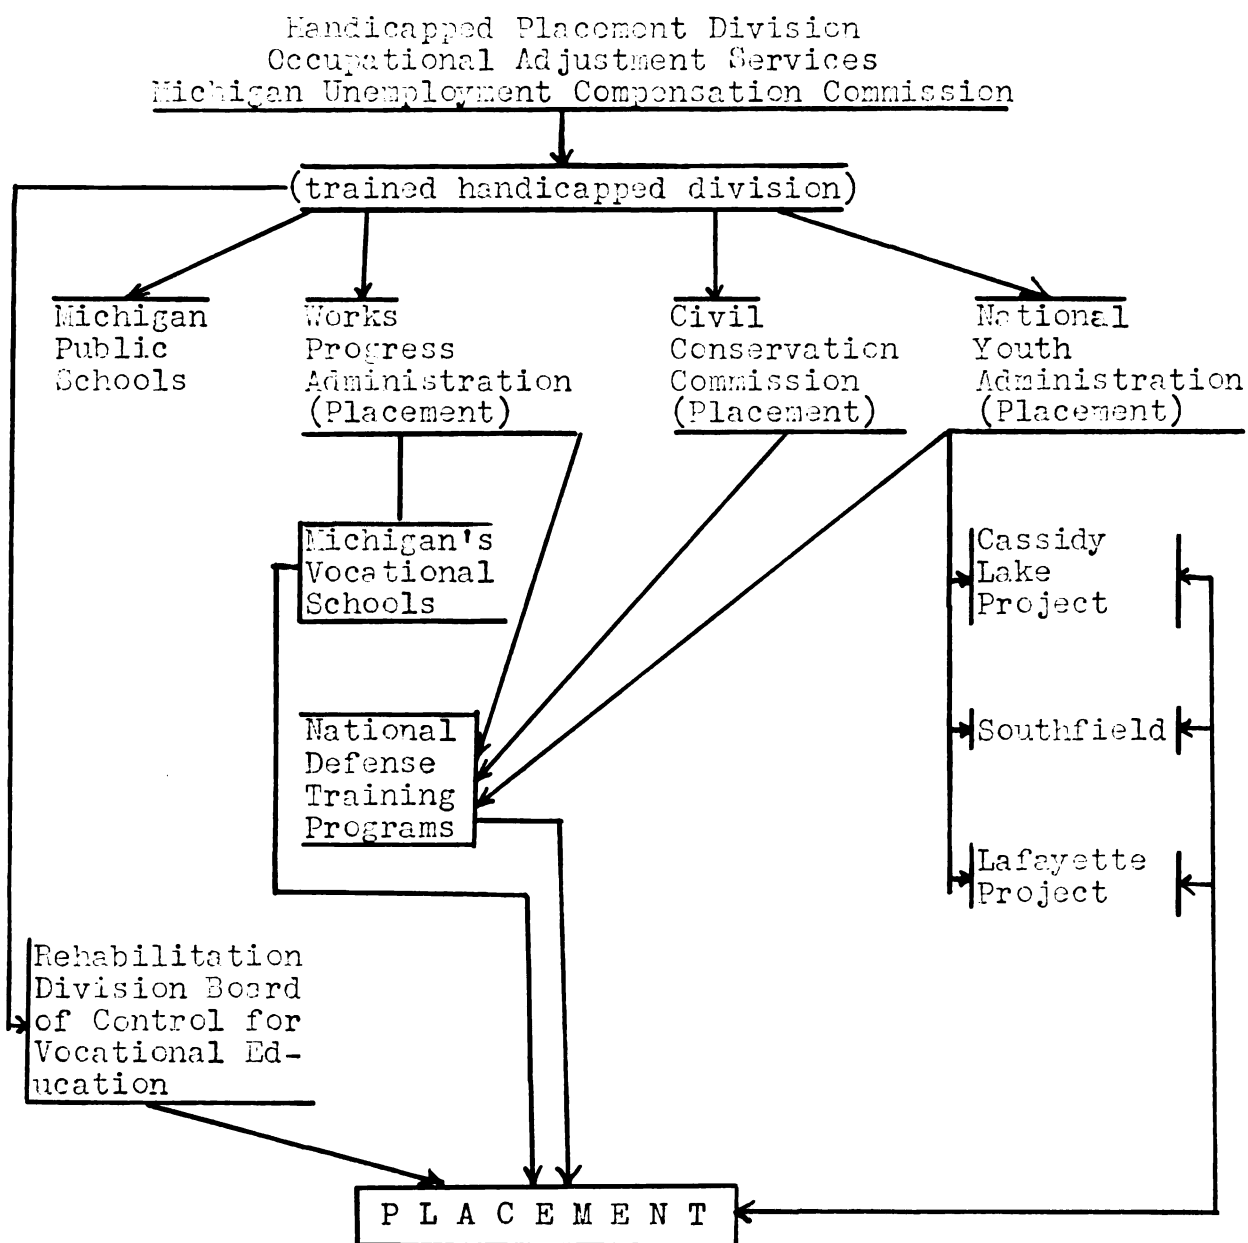 Handicapped Placement Division
Occupational Adjustment Services
Michigan Unemployment Compensation Commission
(trained handicapped division)
Michigan
Public
Schools
Works
Progress
Administration
(Placement)
Civil
Conservation
Commission
(Placement)
National
Youth
Administration
(Placement)
Michigan's
Vocational
Schools
Cassidy
Lake
Project
National
Defense
Training
Programs
Southfield
Lafayette
Project
Rehabilitation
Division Board
of Control for
Vocational Ed-
ucation
P L A C E M E N T